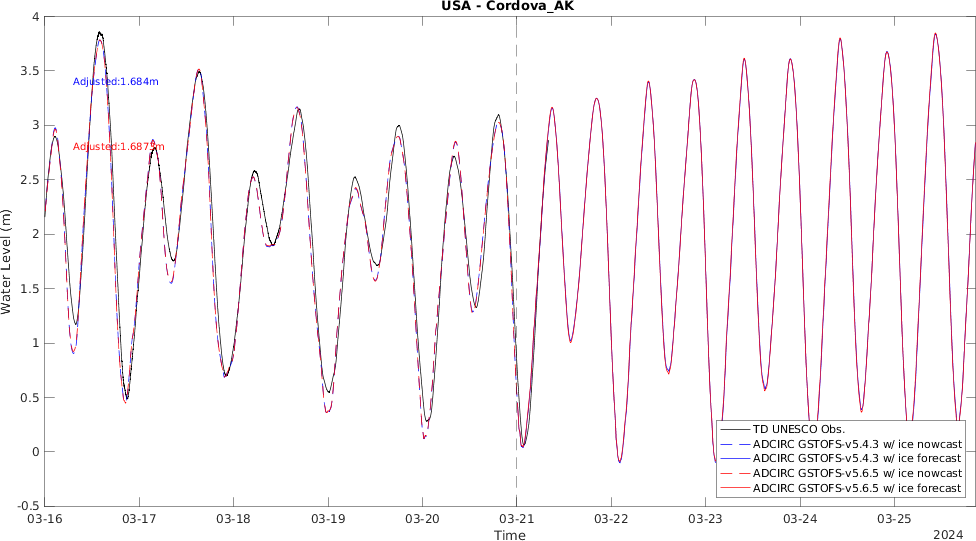 USA - Cordova_AK
4
3.5
3
2.5
2
1.5
1
0.5
0
-0.5
Water Level (m)
Adjusted:1.684m
Adjusted:1.687
TD UNESCO Obs.
ADCIRC GSTOFS-v5.4.3 w/ ice nowcast
ADCIRC GSTOFS-v5.4.3 w/ ice forecast
ADCIRC GSTOFS-v5.6.5 w/ ice nowcast
ADCIRC GSTOFS-v5.6.5 w/ ice forecast
03-16 03-17 03-18 03-19 03-20 03-21 03-22 03-23 03-24 03-25
Time
2024